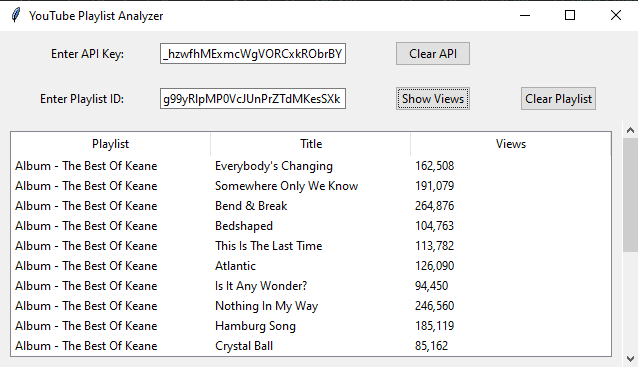 YouTube Playlist Analyzer
Enter API Key: _hzwfhMExmcWgVORCxkRObrBY Clear API
Enter Playlist ID: g99yRlpMP0VcJUnPrZTdMKesSXk Show Views Clear Playlist
Playlist Title Views
Album - The Best Of Keane Everybody's Changing 162,508
Album - The Best Of Keane Somewhere Only We Know 191,079
Album - The Best Of Keane Bend & Break 264,876
Album - The Best Of Keane Bedshaped 104,763
Album - The Best Of Keane This Is The Last Time 113,782
Album - The Best Of Keane Atlantic 126,090
Album - The Best Of Keane Is It Any Wonder? 94,450
Album - The Best Of Keane Nothing In My Way 246,560
Album - The Best Of Keane Hamburg Song 185,119
Album - The Best Of Keane Crystal Ball 85,162